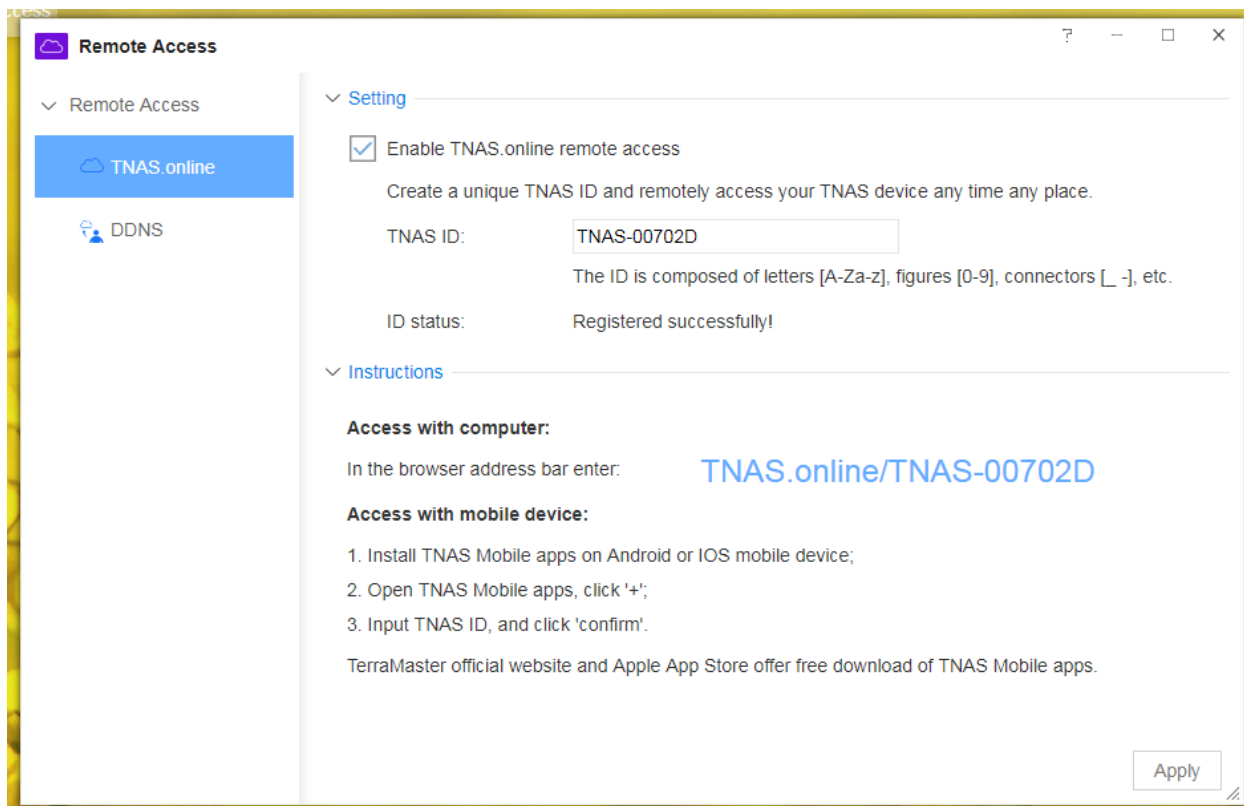 ccess
Remote Access
Remote Access
TNAS.online
DDNS
Setting
Enable TNAS.online remote access
Create a unique TNAS ID and remotely access your TNAS device any time any place.
TNAS ID: TNAS-00702D
The ID is composed of letters [A-Za-z], figures [0-9], connectors [_ -], etc.
ID status: Registered successfully!
Instructions
Access with computer:
In the browser address bar enter: TNAS.online/TNAS-00702D
Access with mobile device:
1. Install TNAS Mobile apps on Android or IOS mobile device;
2. Open TNAS Mobile apps, click '+';
3. Input TNAS ID, and click 'confirm'.
TerraMaster official website and Apple App Store offer free download of TNAS Mobile apps.
Apply